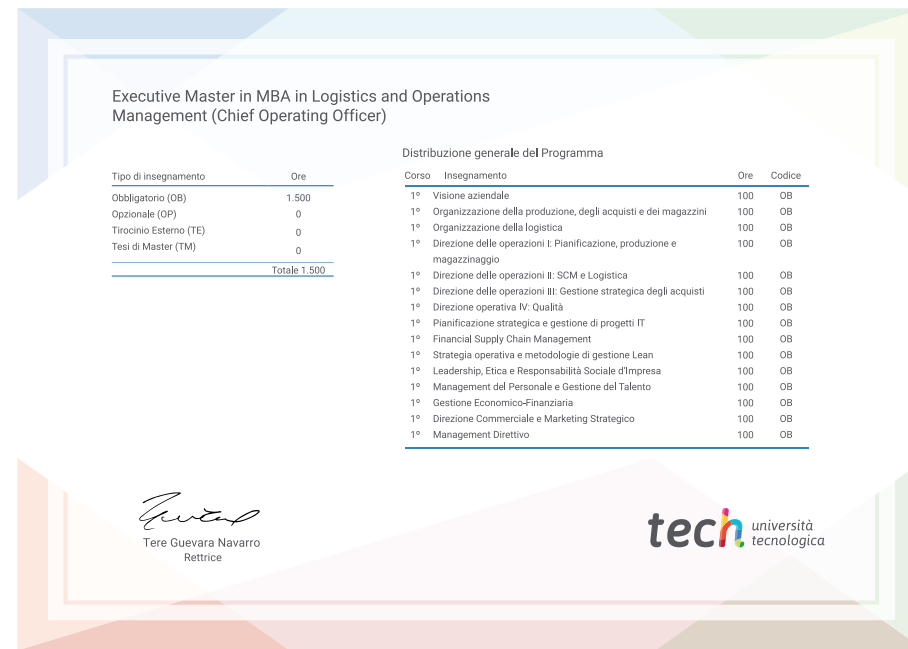 Executive Master in MBA in Logistics and Operations
Management (Chief Operating Officer)
Tipo di insegnamento Ore
Obbligatorio (OB) 1.500
Opzionale (OP) 0
Tirocinio Esterno (TE) 0
Tesi di Master (TM) 0
Totale 1.500
Distribuzione generale del Programma
Corso Insegnamento Ore Codice
1º Visione aziendale 100 OB
1º Organizzazione della produzione, degli acquisti e dei magazzini 100 OB
1º Organizzazione della logistica 100 OB
1º Direzione delle operazioni I: Pianificazione, produzione e 100 OB
magazzinaggio
1º Direzione delle operazioni II: SCM e Logistica 100 OB
1º Direzione delle operazioni III: Gestione strategica degli acquisti 100 OB
1º Direzione operativa IV: Qualità 100 OB
1º Pianificazione strategica e gestione di progetti IT 100 OB
1º Financial Supply Chain Management 100 OB
1º Strategia operativa e metodologie di gestione Lean 100 OB
1º Leadership, Etica e Responsabilità Sociale d'Impresa 100 OB
1º Management del Personale e Gestione del Talento 100 OB
1º Gestione Economico-Finanziaria 100 OB
1º Direzione Commerciale e Marketing Strategico 100 OB
1º Management Direttivo 100 OB
Tere Guevara Navarro
Rettrice
tech università
tecnologica